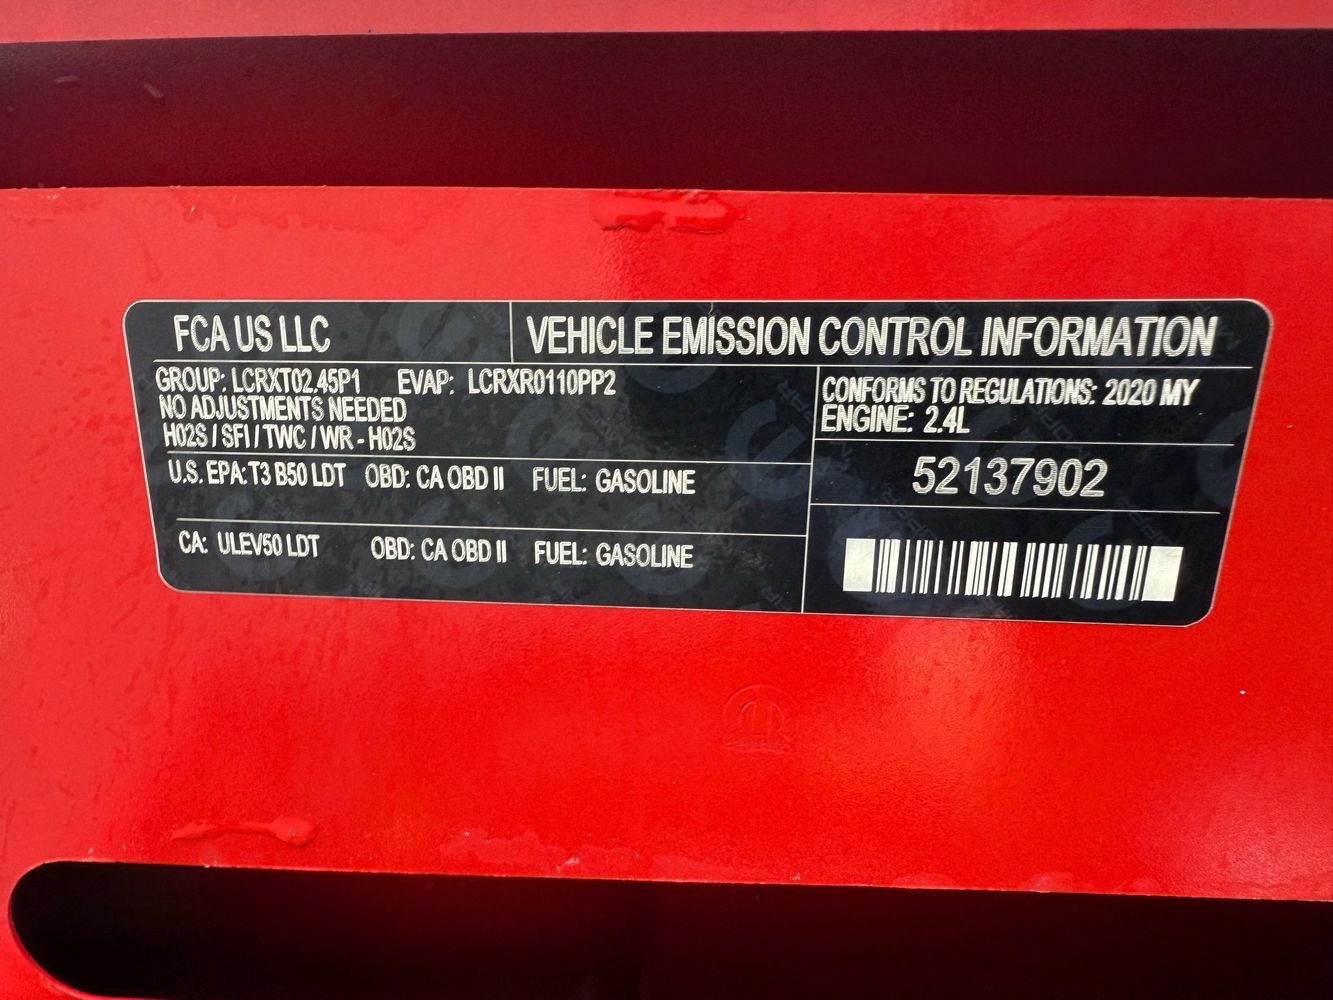 FCA US LLC
VEHICLE EMISSION CONTROL INFORMATION
GROUP: LCRXT02.45P1 EVAP: LCRXR0110PP2
NO ADJUSTMENTS NEEDED
H02S / SFI / TWC / WR - H02S
U.S. EPA: T3 B50 LDT OBD: CA OBD II FUEL: GASOLINE
CA: ULEV50 LDT OBD: CA OBD II FUEL: GASOLINE
CONFORMS TO REGULATIONS: 2020 MY
ENGINE: 2.4L
52137902